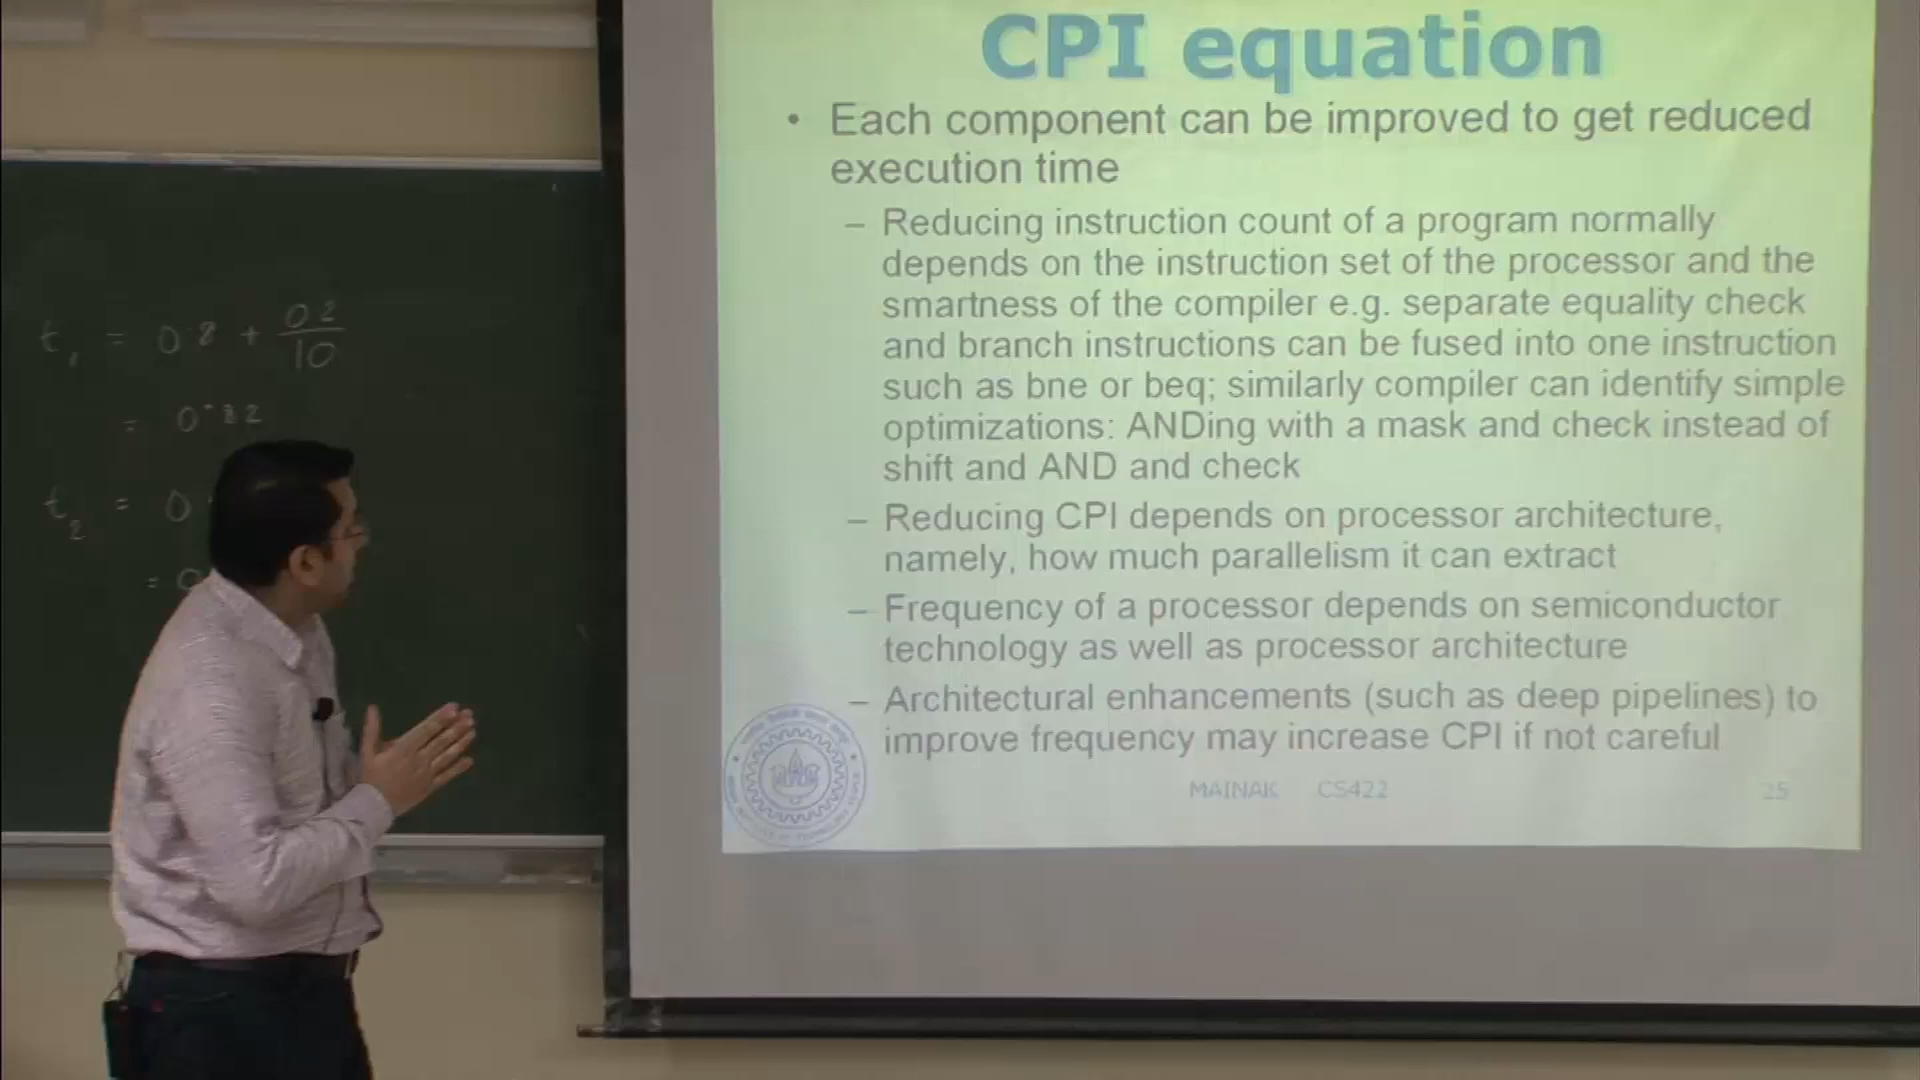 CPI equation
• Each component can be improved to get reduced
execution time
– Reducing instruction count of a program normally
depends on the instruction set of the processor and the
smartness of the compiler e.g. separate equality check
and branch instructions can be fused into one instruction
such as bne or beq; similarly compiler can identify simple
optimizations: ANDing with a mask and check instead of
shift and AND and check
– Reducing CPI depends on processor architecture,
namely, how much parallelism it can extract
– Frequency of a processor depends on semiconductor
technology as well as processor architecture
– Architectural enhancements (such as deep pipelines) to
improve frequency may increase CPI if not careful
MAINAK CS422 25
t₁ = 0.8 + 0.2/10
= 0.82
t₂ = 0
= 0